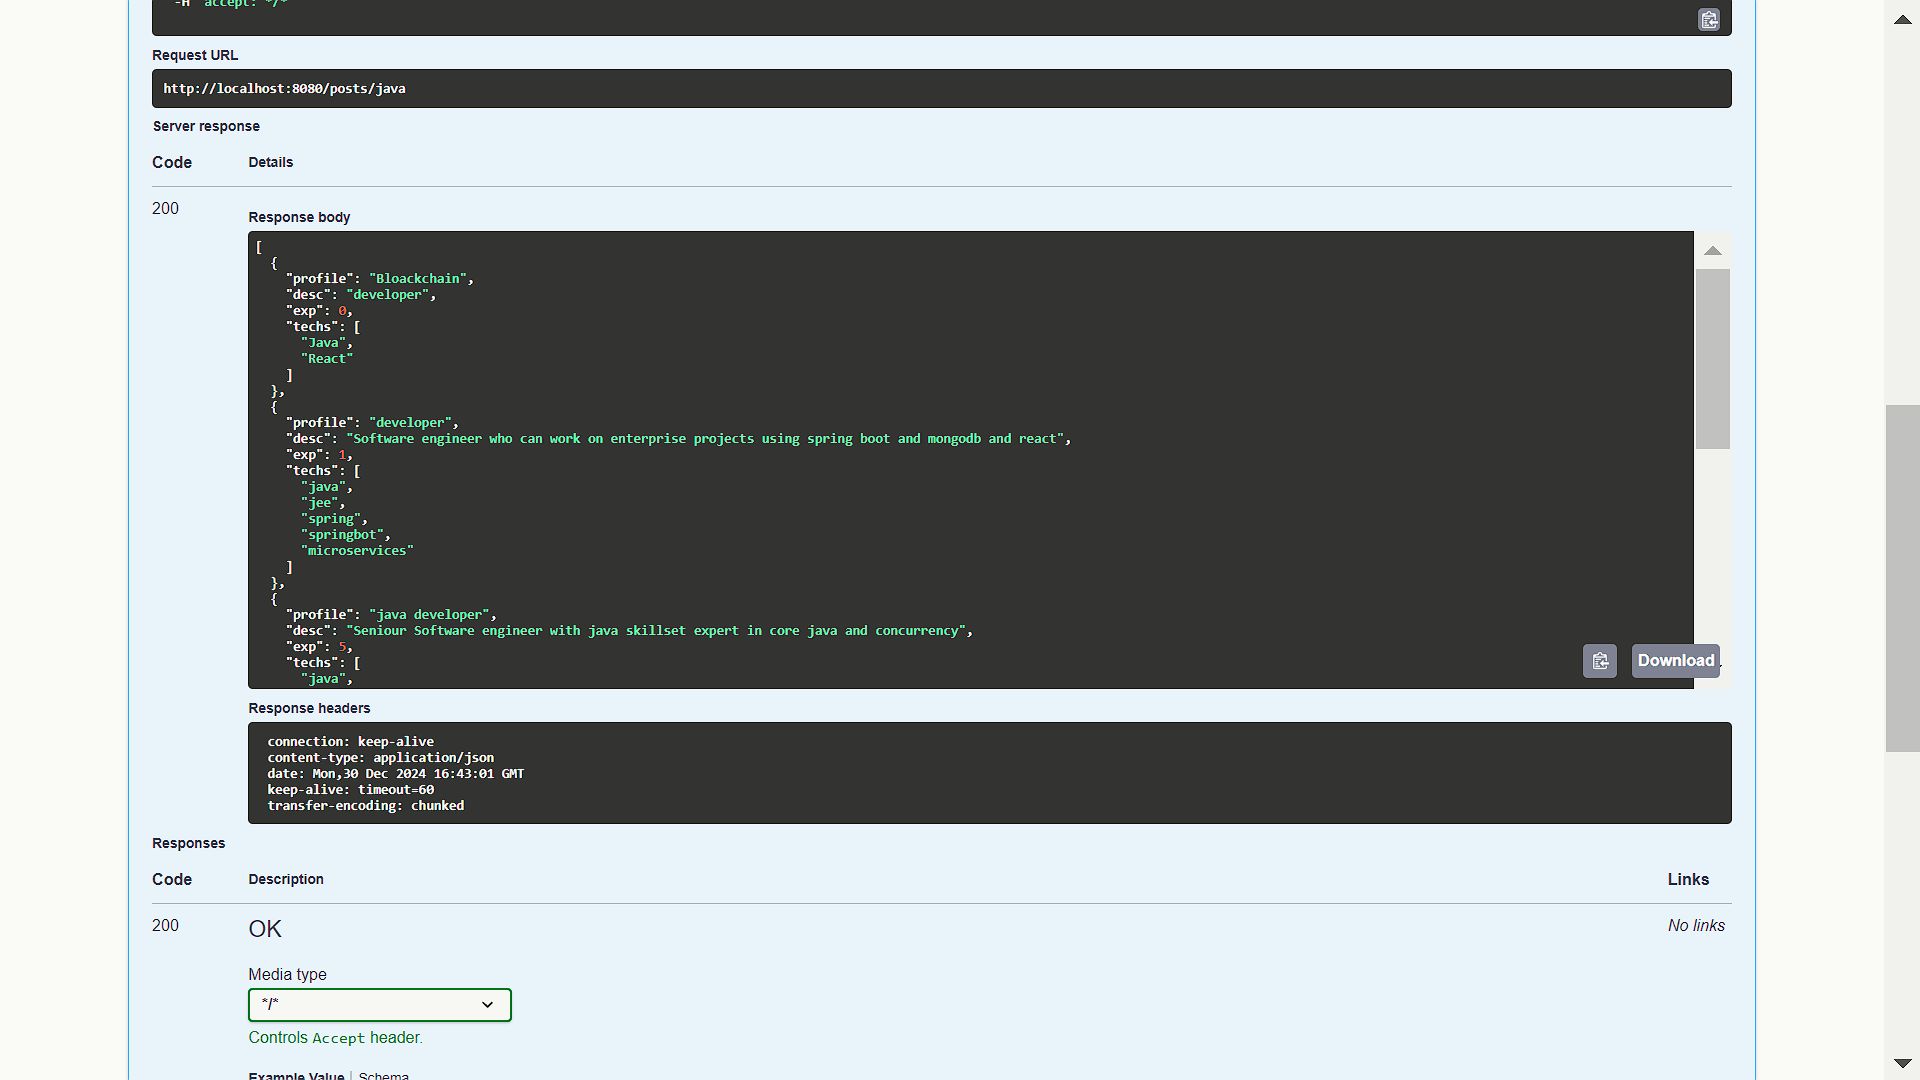 -H 'accept: */*'
Request URL
http://localhost:8080/posts/java
Server response
Code Details
200
Response body
[
  {
    "profile": "Bloackchain",
    "desc": "developer",
    "exp": 0,
    "techs": [
      "Java",
      "React"
    ]
  },
  {
    "profile": "developer",
    "desc": "Software engineer who can work on enterprise projects using spring boot and mongodb and react",
    "exp": 1,
    "techs": [
      "java",
      "jee",
      "spring",
      "springbot",
      "microservices"
    ]
  },
  {
    "profile": "java developer",
    "desc": "Seniour Software engineer with java skillset expert in core java and concurrency",
    "exp": 5,
    "techs": [
      "java",
Download
Response headers
connection: keep-alive
content-type: application/json
date: Mon,30 Dec 2024 16:43:01 GMT
keep-alive: timeout=60
transfer-encoding: chunked
Responses
Code Description Links
200 OK No links
Media type
*/*
Controls Accept header.
Example Value | Schema